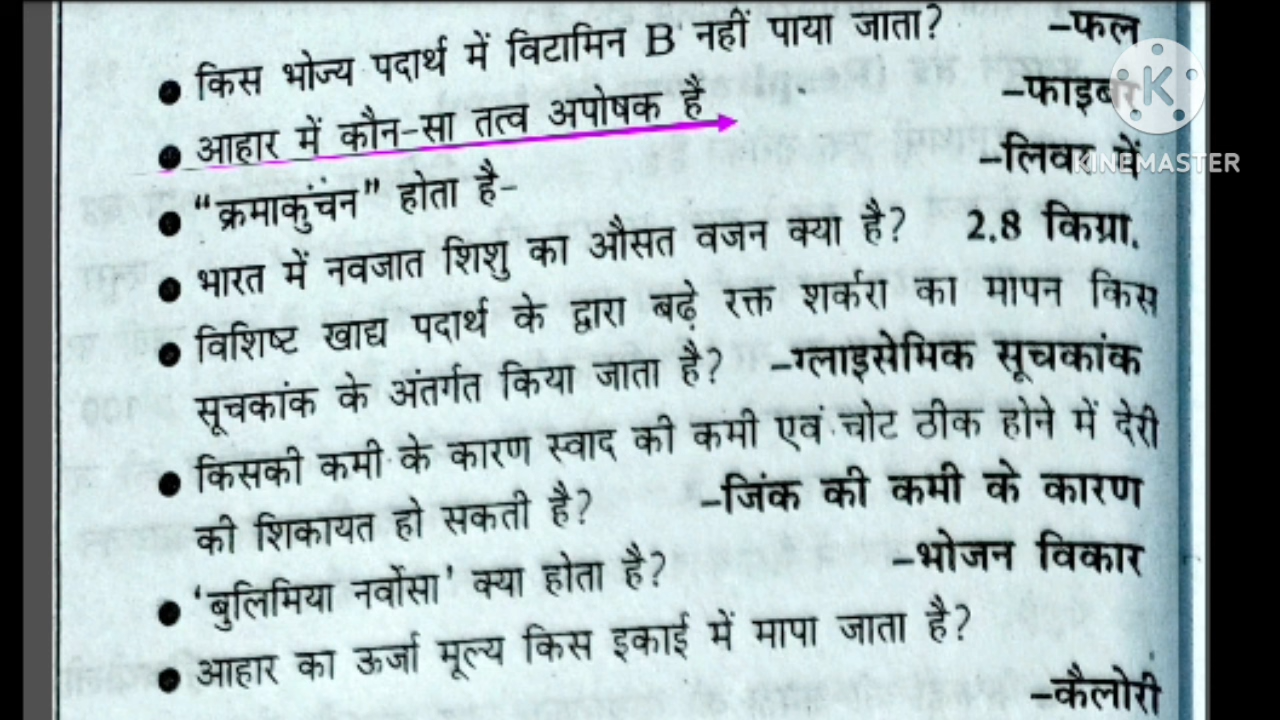 • किस भोज्य पदार्थ में विटामिन B नहीं पाया जाता? –फल
• आहार में कौन-सा तत्व अपोषक है –फाइबर
• “क्रमाकुंचंन” होता है– –लिवर में
• भारत में नवजात शिशु का औसत वजन क्या है? 2.8 किग्रा.
• विशिष्ट खाद्य पदार्थ के द्वारा बढ़े रक्त शर्करा का मापन किस
सूचकांक के अंतर्गत किया जाता है? –ग्लाइसेमिक सूचकांक
• किसकी कमी के कारण स्वाद की कमी एवं चोट ठीक होने में देरी
की शिकायत हो सकती है? –जिंक की कमी के कारण
• ‘बुलिमिया नर्वोसा’ क्या होता है? –भोजन विकार
• आहार का ऊर्जा मूल्य किस इकाई में मापा जाता है?
–कैलोरी
K
KINEMASTER